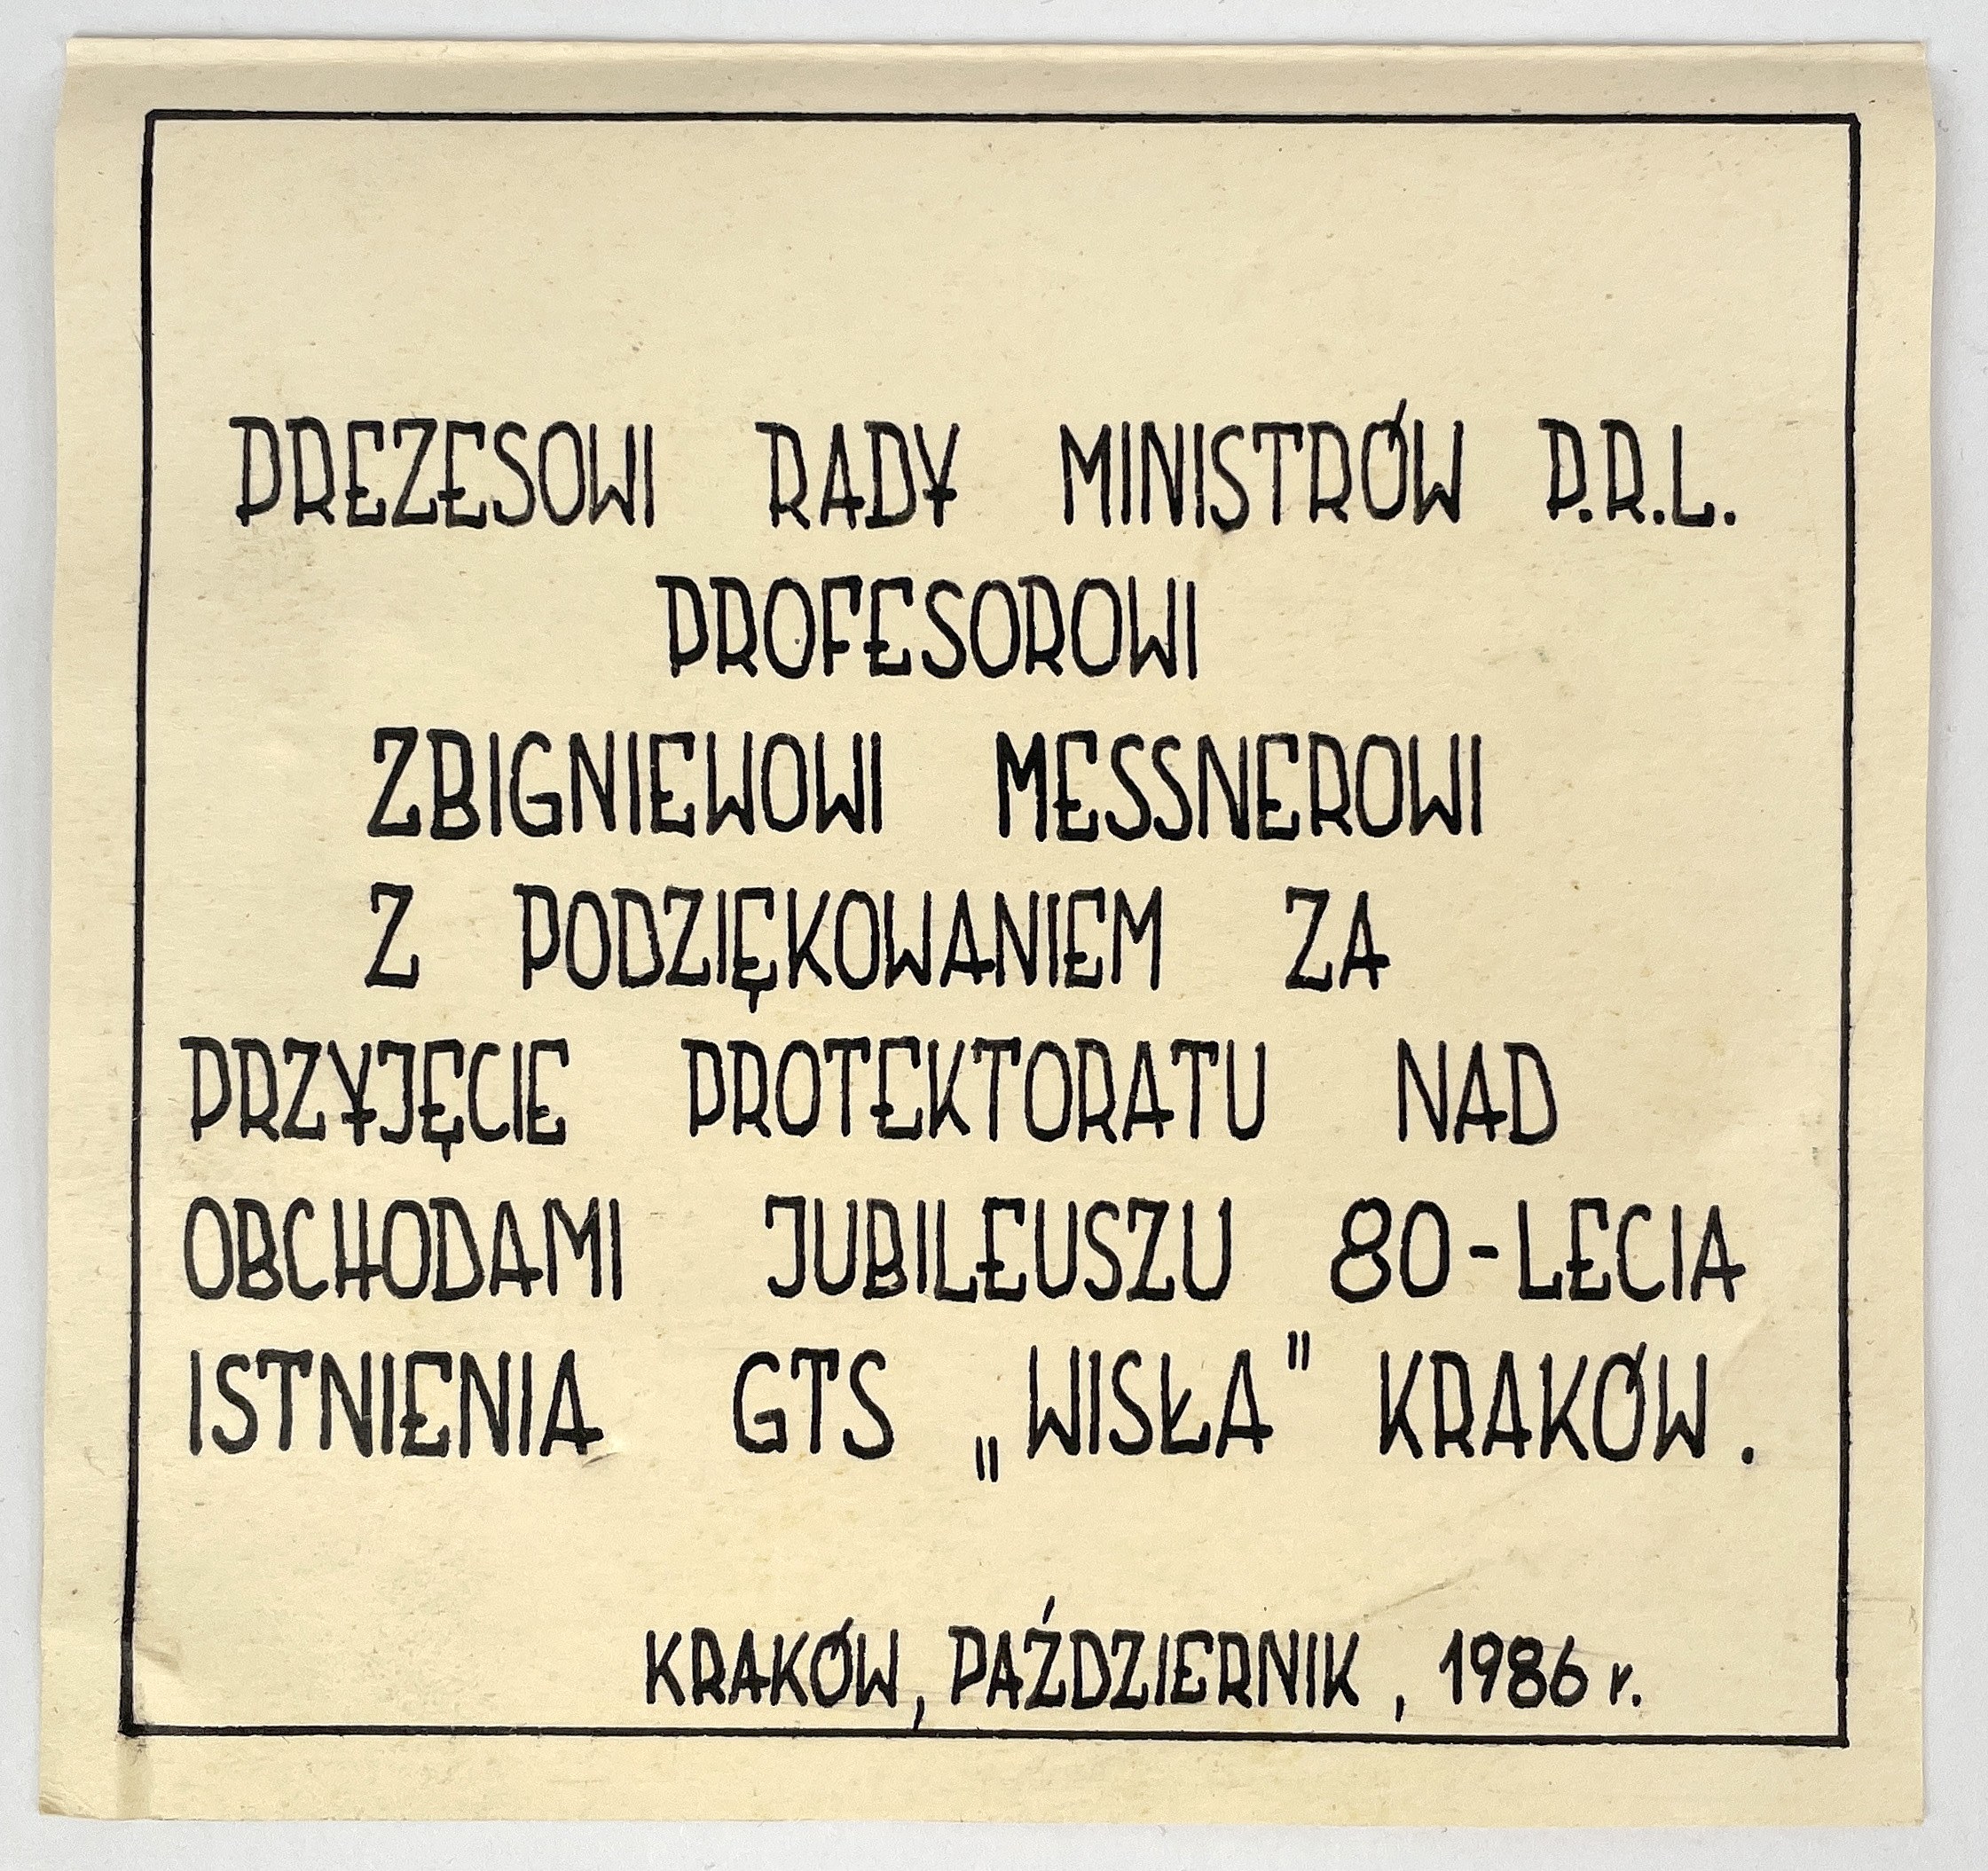 PREZESOWI RADY MINISTRÓW P.R.L.
PROFESOROWI
ZBIGNIEWOWI MESSNEROWI
Z PODZIĘKOWANIEM ZA
PRZYJĘCIE PROTEKTORATU NAD
OBCHODAMI JUBILEUSZU 80-LECIA
ISTNIENIA GTS „WISŁA" KRAKÓW.
KRAKÓW, PAŹDZIERNIK, 1986 r.